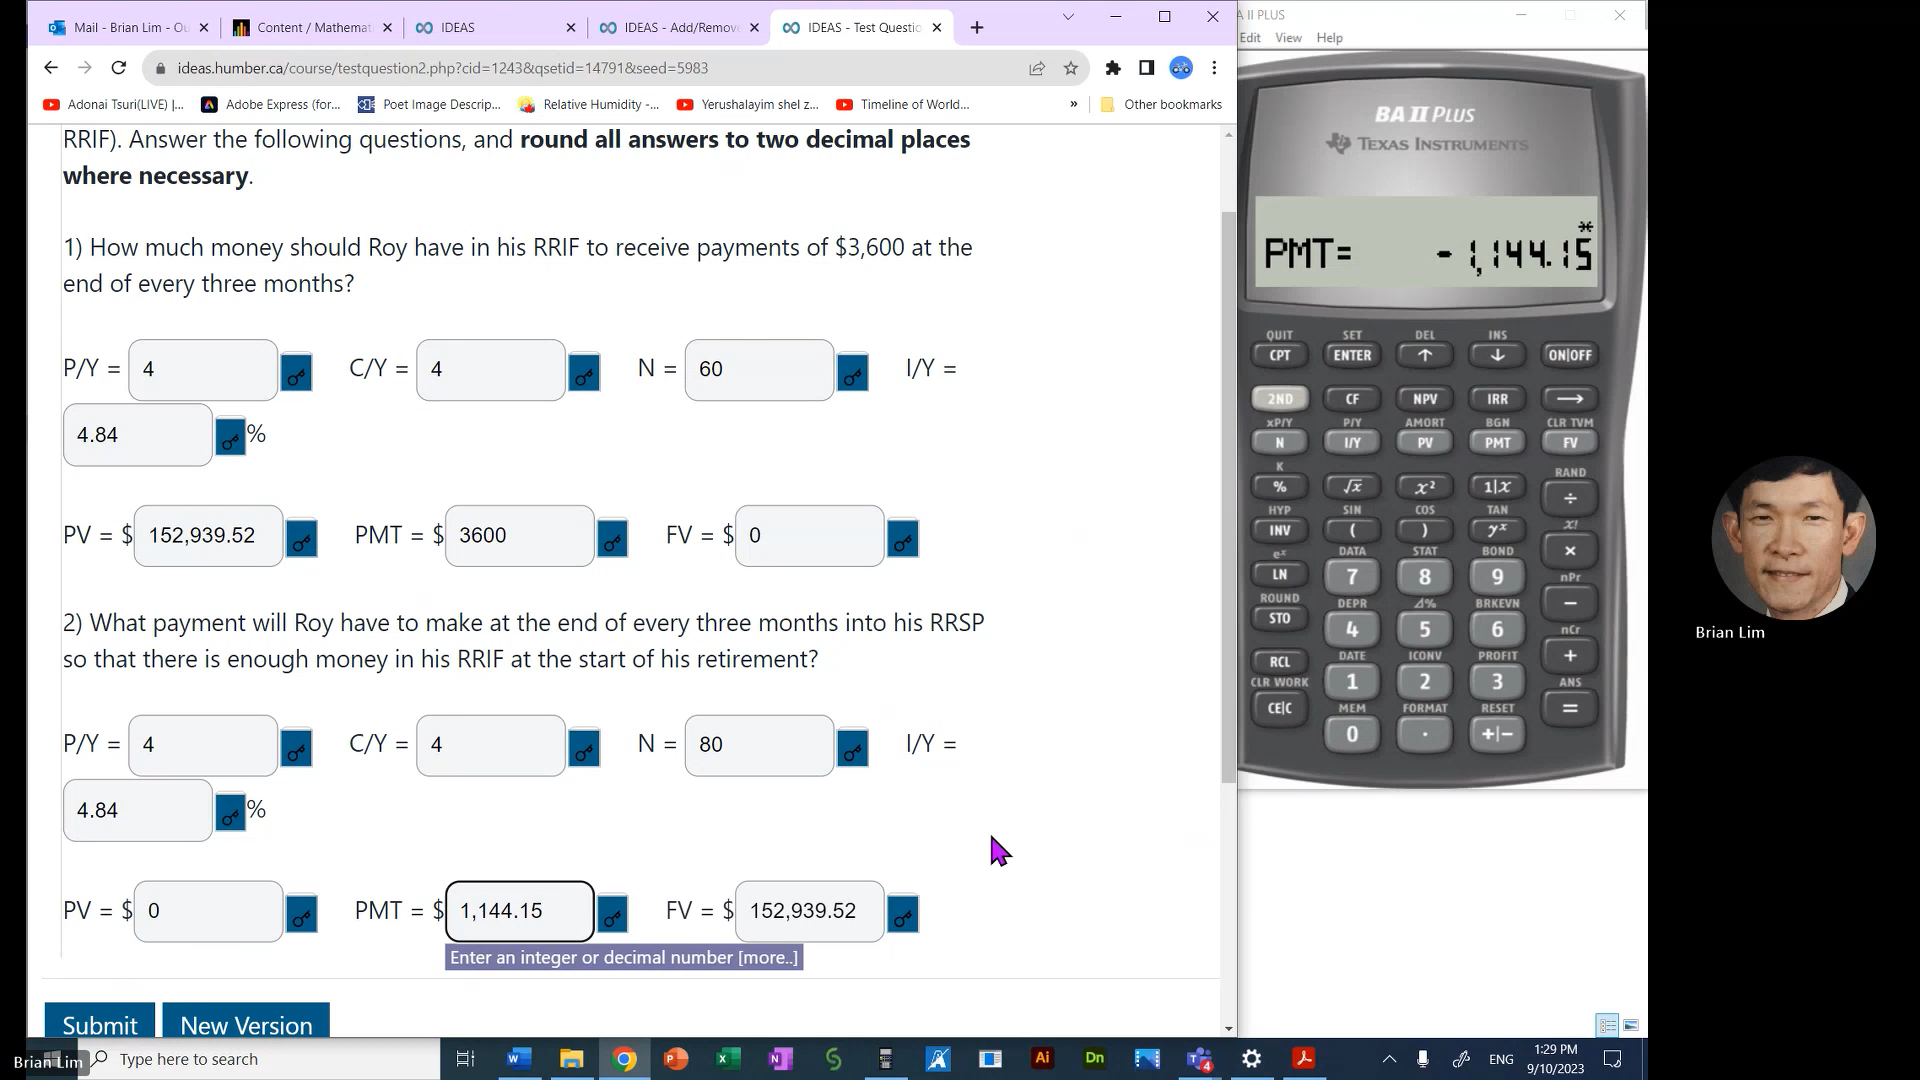 Mail - Brian Lim - Ou
Content / Mathemat
IDEAS
IDEAS - Add/Remov
IDEAS - Test Questio
ideas.humber.ca/course/testquestion2.php?cid=1243&qsetid=14791&seed=5983
Adonai Tsuri(LIVE) |...
Adobe Express (for...
Poet Image Descrip...
Relative Humidity -...
Yerushalayim shel z...
Timeline of World...
»
Other bookmarks
RRIF). Answer the following questions, and round all answers to two decimal places
where necessary.
1) How much money should Roy have in his RRIF to receive payments of $3,600 at the
end of every three months?
P/Y = 4 C/Y = 4 N = 60 I/Y =
4.84 %
PV = $ 152,939.52 PMT = $ 3600 FV = $ 0
2) What payment will Roy have to make at the end of every three months into his RRSP
so that there is enough money in his RRIF at the start of his retirement?
P/Y = 4 C/Y = 4 N = 80 I/Y =
4.84 %
PV = $ 0 PMT = $ 1,144.15 FV = $ 152,939.52
Enter an integer or decimal number [more..]
Submit New Version
A II PLUS
Edit View Help
BA II PLUS
TEXAS INSTRUMENTS
*
PMT= -1,144.15
QUIT SET DEL INS
CPT ENTER ↑ ↓ ON|OFF
2ND CF NPV IRR →
xP/Y P/Y AMORT BGN CLR TVM
N I/Y PV PMT FV
K RAND
% √x x² 1|x ÷
HYP SIN COS TAN x!
INV ( ) yˣ ×
eˣ DATA STAT BOND nPr
LN 7 8 9 −
ROUND DEPR Δ% BRKEVN nCr
STO 4 5 6 +
DATE ICONV PROFIT ANS
RCL 1 2 3 =
CLR WORK MEM FORMAT RESET
CE|C 0 . +|−
Brian Lim
Brian Lim
Type here to search
W
P
X
N
S
Ai
Dn
4
ENG
1:29 PM
9/10/2023